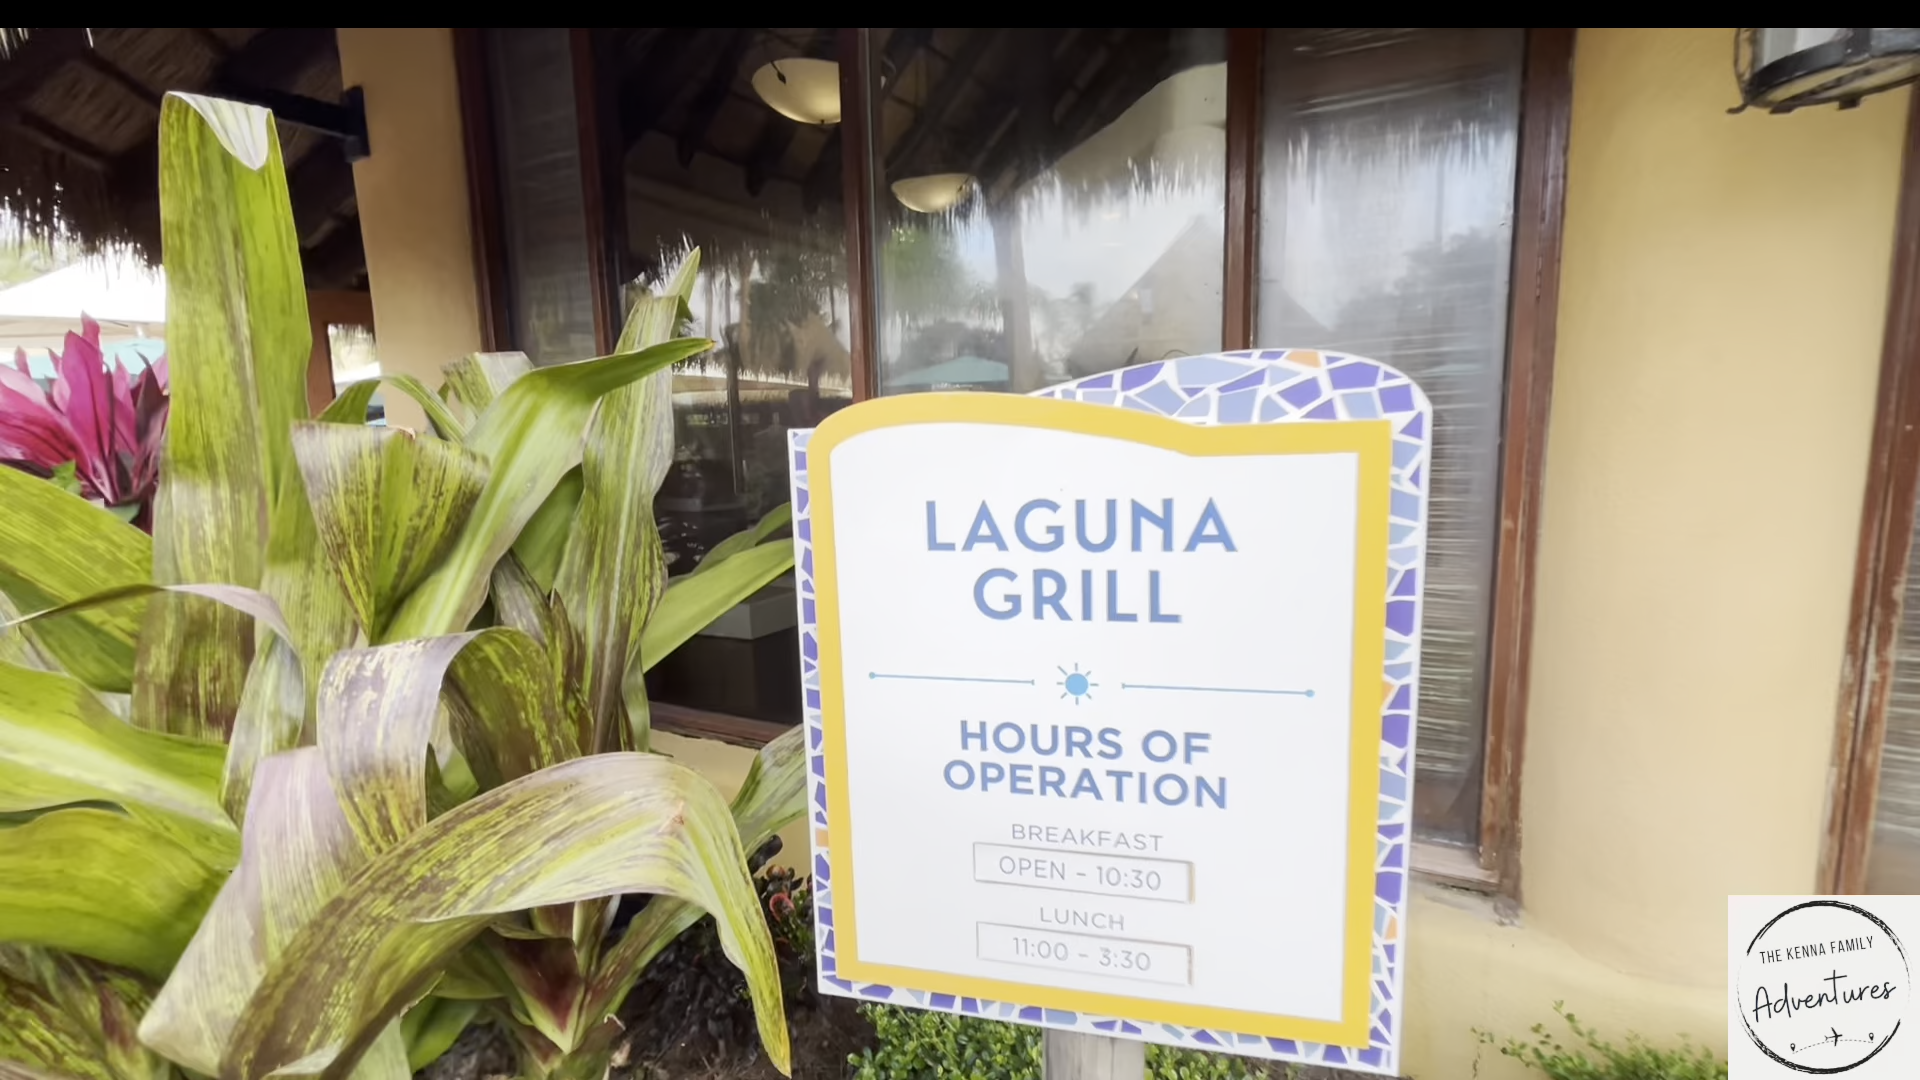 LAGUNA
GRILL
HOURS OF
OPERATION
BREAKFAST
OPEN - 10:30
LUNCH
11:00 - 3:30
THE KENNA FAMILY
Adventures